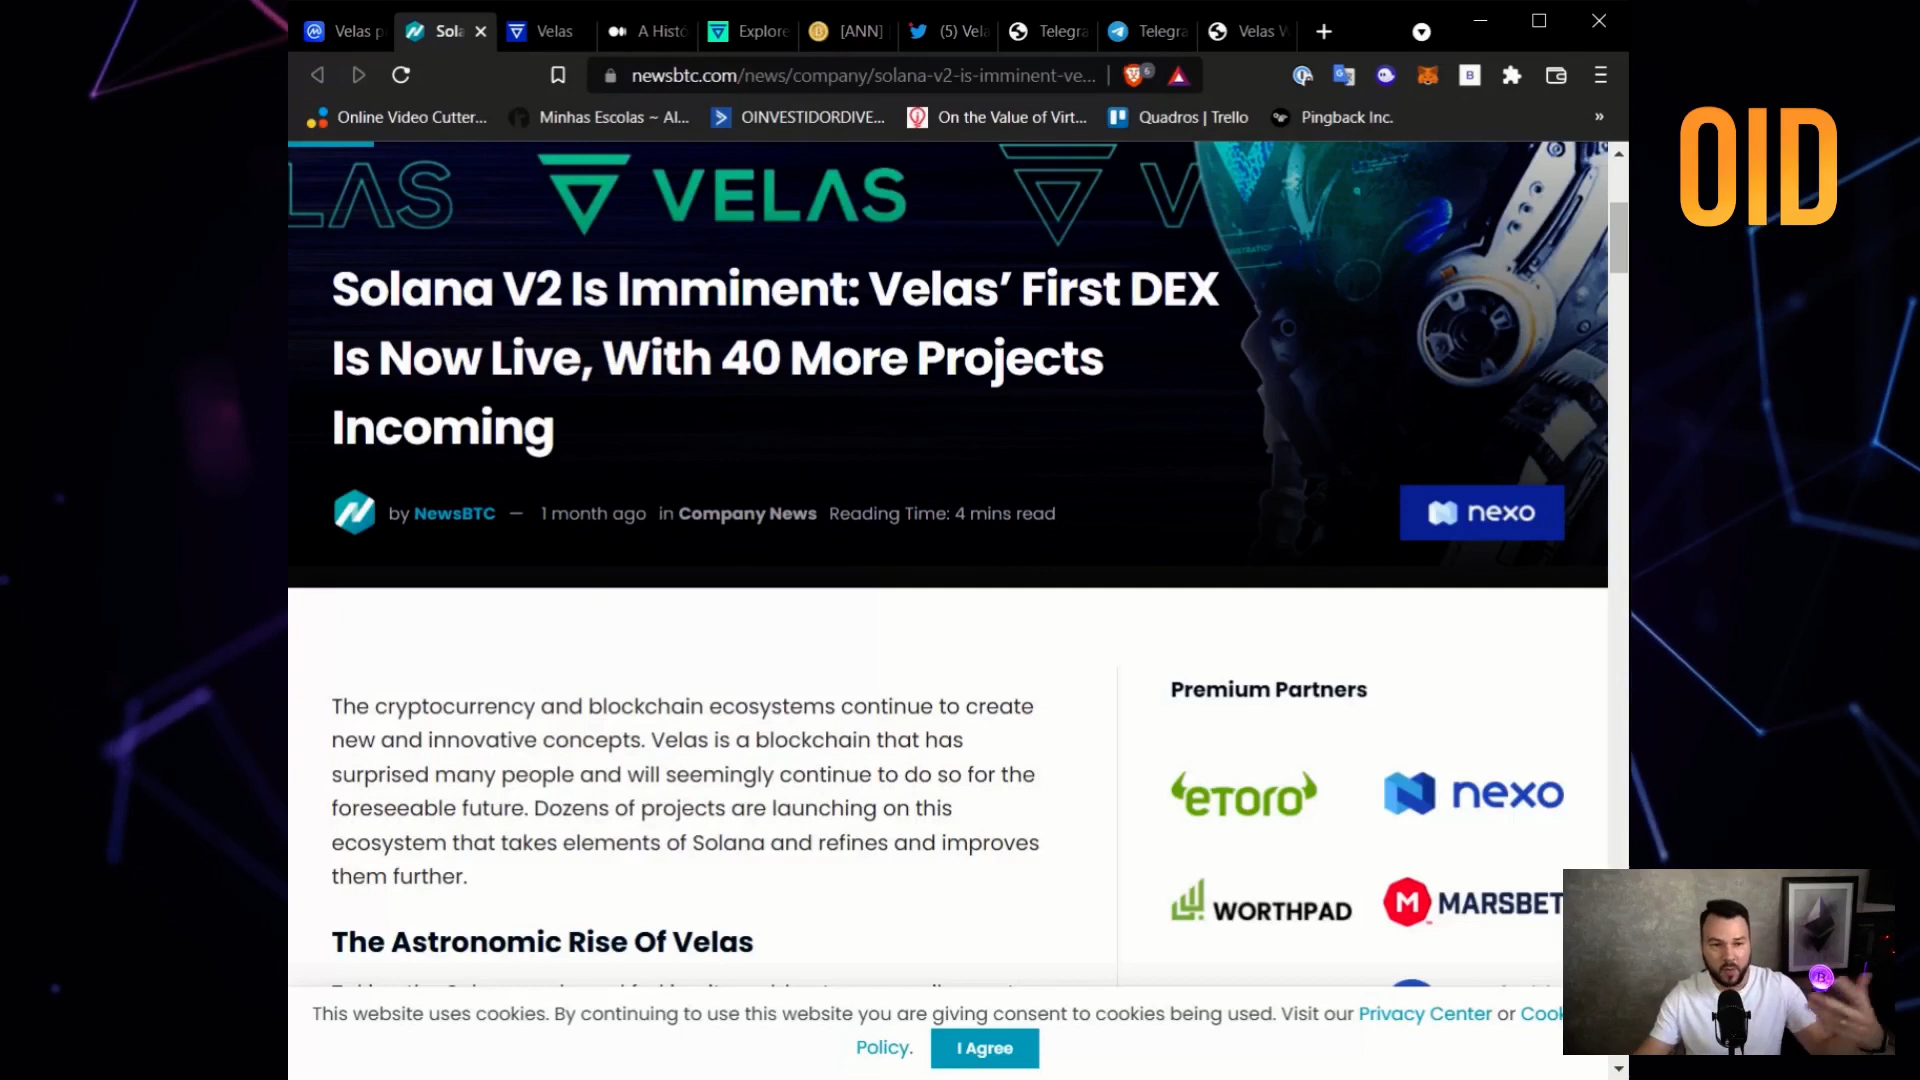 Velas p
Sola
Velas
A Histó
Explore
[ANN]
(5) Vela
Telegra
Telegra
Velas W
newsbtc.com/news/company/solana-v2-is-imminent-ve...
Online Video Cutter...
Minhas Escolas ~ Al...
OINVESTIDORDIVE...
On the Value of Virt...
Quadros | Trello
Pingback Inc.
»
OID
LAS
VELAS
V
Solana V2 Is Imminent: Velas’ First DEX
Is Now Live, With 40 More Projects
Incoming
by NewsBTC — 1 month ago in Company News Reading Time: 4 mins read
nexo
The cryptocurrency and blockchain ecosystems continue to create
new and innovative concepts. Velas is a blockchain that has
surprised many people and will seemingly continue to do so for the
foreseeable future. Dozens of projects are launching on this
ecosystem that takes elements of Solana and refines and improves
them further.
The Astronomic Rise Of Velas
Premium Partners
eTORO
nexo
WORTHPAD
M MARSBET
This website uses cookies. By continuing to use this website you are giving consent to cookies being used. Visit our Privacy Center or Cook
Policy.
I Agree